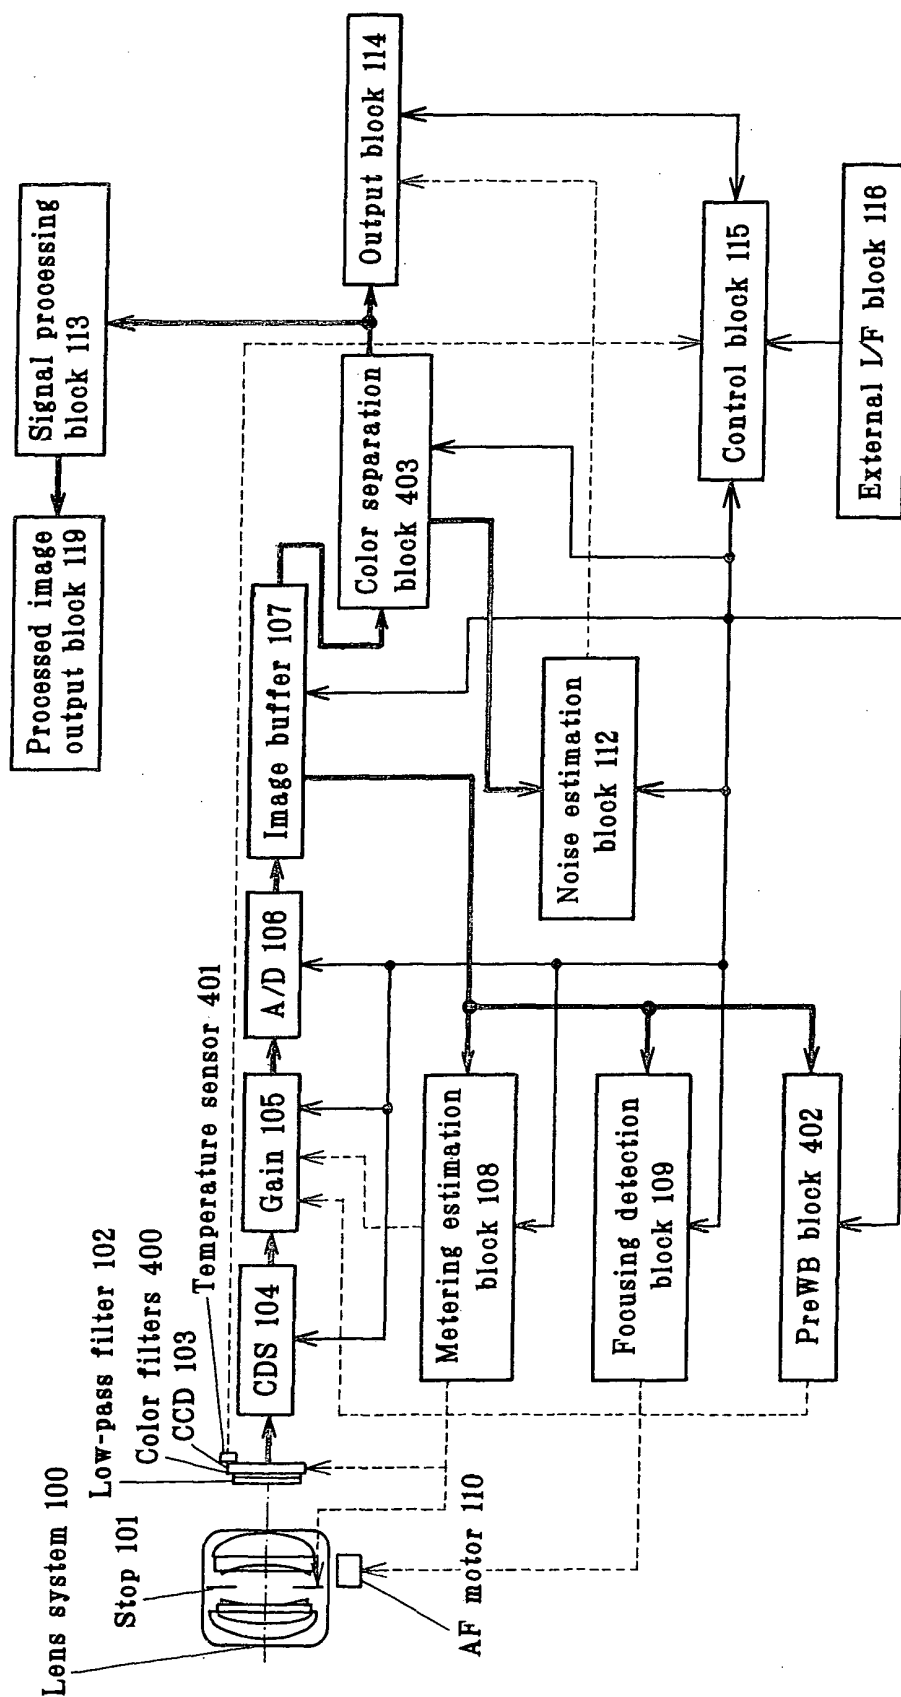 Lens system 100
Stop 101
Low-pass filter 102
Color filters 400
CCD 103
Temperature sensor 401
AF motor 110
CDS 104
Gain 105
A/D 106
Image buffer 107
Processed image
output block 119
Signal processing
block 113
Color separation
block 403
Output block 114
Metering estimation
block 108
Focusing detection
block 109
PreWB block 402
Noise estimation
block 112
Control block 115
External I/F block 116